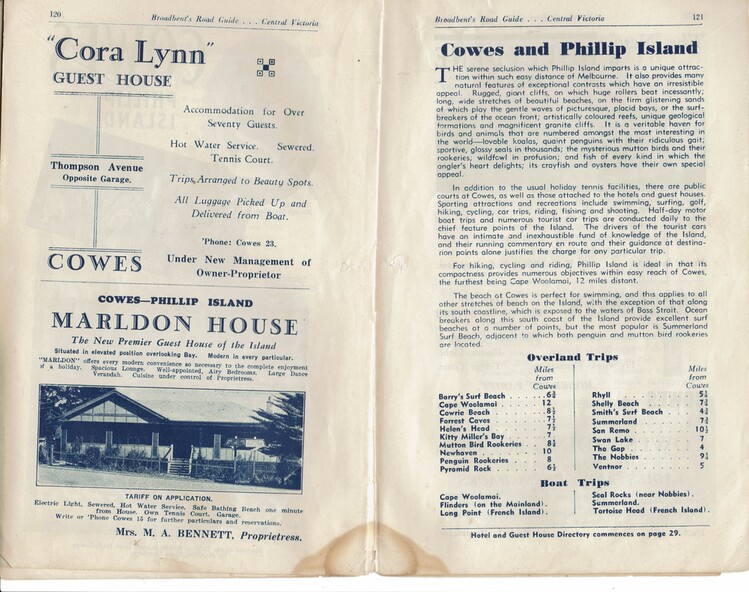 120
Broadbent's Road Guide . . . Central Victoria
"Cora Lynn"
GUEST HOUSE
Accommodation for Over
Seventy Guests.
Hot Water Service. Sewered.
Tennis Court.
Thompson Avenue
Opposite Garage.
Trips Arranged to Beauty Spots.
All Luggage Picked Up and
Delivered from Boat.
'Phone: Cowes 23.
COWES
Under New Management of
Owner-Proprietor
COWES—PHILLIP ISLAND
MARLDON HOUSE
The New Premier Guest House of the Island
Situated in elevated position overlooking Bay. Modern in every particular.
"MARLDON" offers every modern convenience so necessary to the complete enjoyment
of a holiday. Spacious Lounge. Well-appointed, Airy Bedrooms. Large Dance
Verandah. Cuisine under control of Proprietress.
TARIFF ON APPLICATION.
Electric Light, Sewered, Hot Water Service. Safe Bathing Beach one minute
from House. Own Tennis Court. Garage.
Write or 'Phone Cowes 15 for further particulars and reservations.
Mrs. M. A. BENNETT, Proprietress.
Broadbent's Road Guide . . . Central Victoria
121
Cowes and Phillip Island
THE serene seclusion which Phillip Island imparts is a unique attrac-
tion within such easy distance of Melbourne. It also provides many
natural features of exceptional contrasts which have an irresistible
appeal. Rugged, giant cliffs, on which huge rollers beat incessantly;
long, wide stretches of beautiful beaches, on the firm glistening sands
of which play the gentle waves of picturesque, placid bays, or the surf-
breakers of the ocean front; artistically coloured reefs, unique geological
formations and magnificent granite cliffs. It is a veritable haven for
birds and animals that are numbered amongst the most interesting in
the world—lovable koalas, quaint penguins with their ridiculous gait;
sportive, glossy seals in thousands; the mysterious mutton birds and their
rookeries; wildfowl in profusion; and fish of every kind in which the
angler's heart delights; its crayfish and oysters have their own special
appeal.
In addition to the usual holiday tennis facilities, there are public
courts at Cowes, as well as those attached to the hotels and guest houses.
Sporting attractions and recreations include swimming, surfing, golf,
hiking, cycling, car trips, riding, fishing and shooting. Half-day motor
boat trips and numerous tourist car trips are conducted daily to the
chief feature points of the Island. The drivers of the tourist cars
have an intimate and inexhaustible fund of knowledge of the Island,
and their running commentary en route and their guidance at destina-
tion points alone justifies the charge for any particular trip.
For hiking, cycling and riding, Phillip Island is ideal in that its
compactness provides numerous objectives within easy reach of Cowes,
the furthest being Cape Woolamai, 12 miles distant.
The beach at Cowes is perfect for swimming, and this applies to all
other stretches of beach on the Island, with the exception of that along
its south coastline, which is exposed to the waters of Bass Strait. Ocean
breakers along this south coast of the Island provide excellent surf
beaches at a number of points, but the most popular is Summerland
Surf Beach, adjacent to which both penguin and mutton bird rookeries
are located.
Overland Trips
Miles
from
Cowes
Barry's Surf Beach . . 6¾
Cape Woolamai . . . 12
Cowrie Beach . . . 8½
Forrest Caves . . . 7½
Helen's Head . . . 7½
Kitty Miller's Bay . . 7
Mutton Bird Rookeries . 8¾
Newhaven . . . 10
Penguin Rookeries . . 8
Pyramid Rock . . . 6½
Miles
from
Cowes
Rhyll . . . 5¼
Shelly Beach . . . 7¾
Smith's Surf Beach . . 4¾
Summerland . . . 7¾
San Remo . . . 10½
Swan Lake . . . 7
The Gap . . . 4
The Nobbies . . . 9¼
Ventnor . . . 5
Boat Trips
Cape Woolamai.
Flinders (on the Mainland).
Long Point (French Island).
Seal Rocks (near Nobbies).
Summerland.
Tortoise Head (French Island).
Hotel and Guest House Directory commences on page 29.